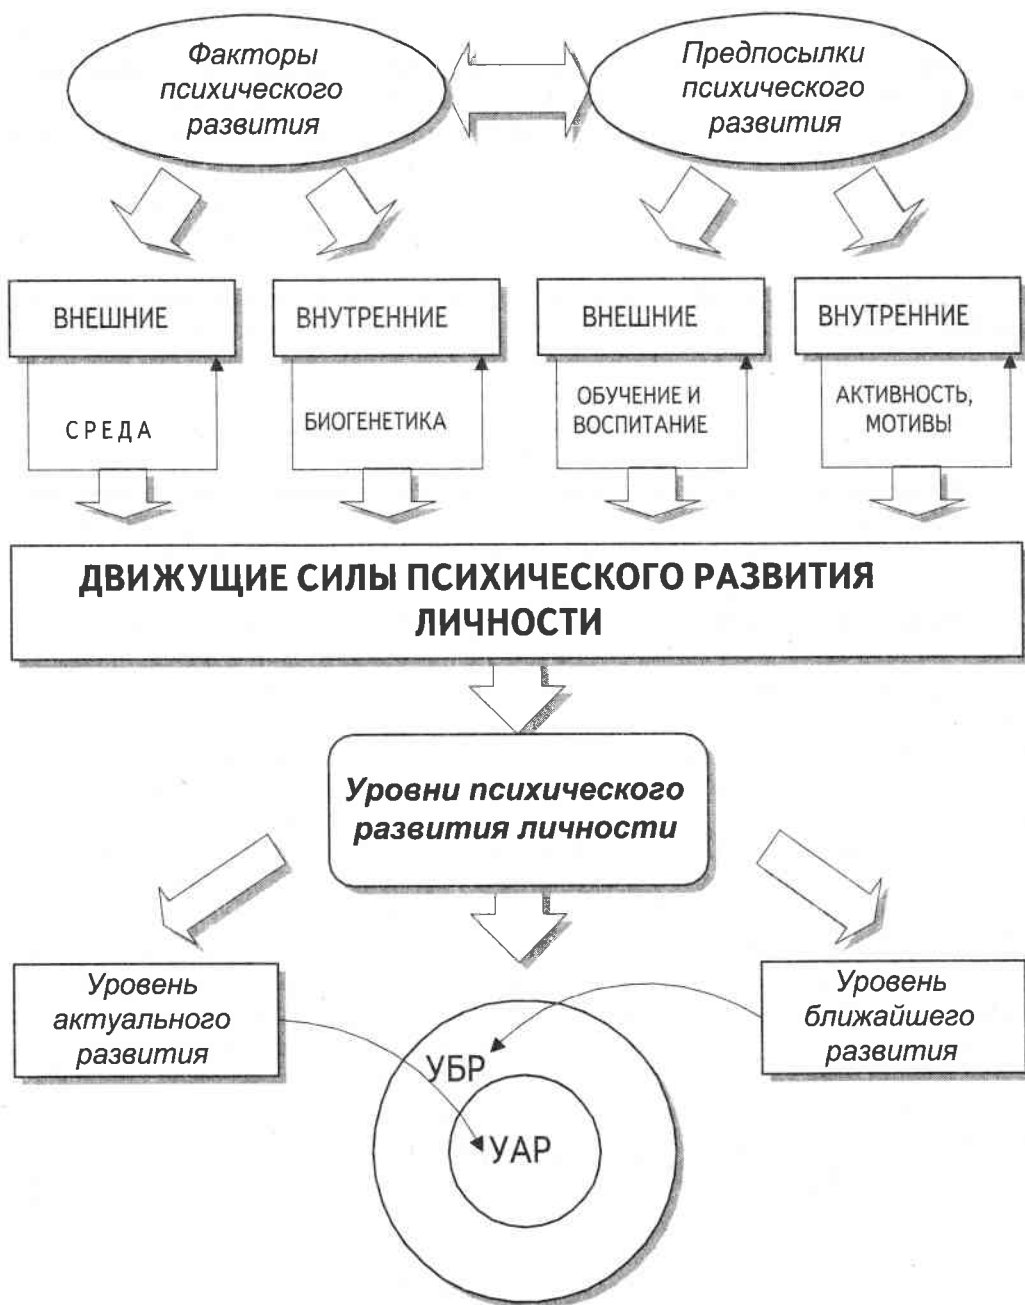 Факторы
психического
развития
Предпосылки
психического
развития
ВНЕШНИЕ
ВНУТРЕННИЕ
ВНЕШНИЕ
ВНУТРЕННИЕ
СРЕДА
БИОГЕНЕТИКА
ОБУЧЕНИЕ И
ВОСПИТАНИЕ
АКТИВНОСТЬ,
МОТИВЫ
ДВИЖУЩИЕ СИЛЫ ПСИХИЧЕСКОГО РАЗВИТИЯ
ЛИЧНОСТИ
Уровни психического
развития личности
Уровень
актуального
развития
Уровень
ближайшего
развития
УБР
УАР